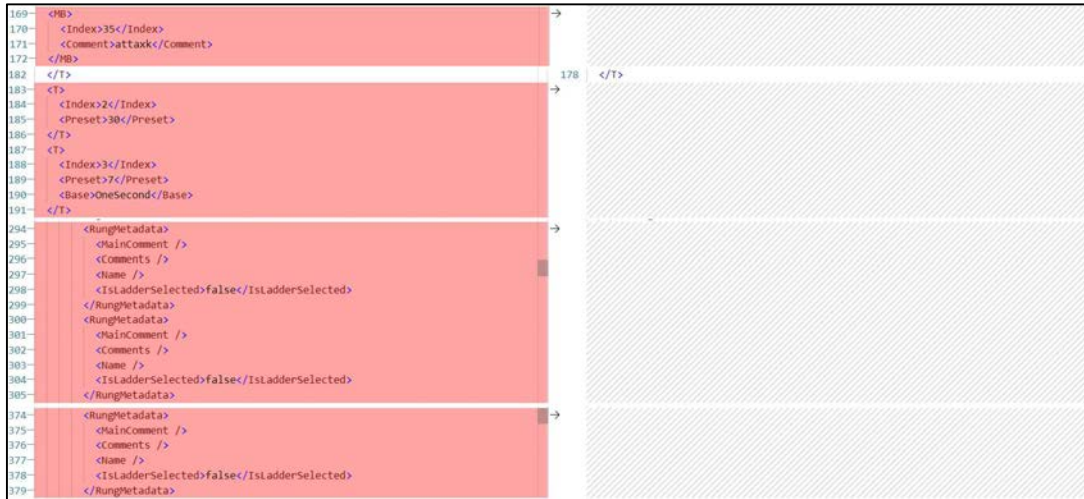 169− <MB>
170− <Index>35</Index>
171− <Comment>attaxk</Comment>
172− </MB>
182 </T> 178 </T>
183− <T>
184− <Index>2</Index>
185− <Preset>30</Preset>
186− </T>
187− <T>
188− <Index>3</Index>
189− <Preset>7</Preset>
190− <Base>OneSecond</Base>
191− </T>
294− <RungMetadata>
295− <MainComment />
296− <Comments />
297− <Name />
298− <IsLadderSelected>false</IsLadderSelected>
299− </RungMetadata>
300− <RungMetadata>
301− <MainComment />
302− <Comments />
303− <Name />
304− <IsLadderSelected>false</IsLadderSelected>
305− </RungMetadata>
374− <RungMetadata>
375− <MainComment />
376− <Comments />
377− <Name />
378− <IsLadderSelected>false</IsLadderSelected>
379− </RungMetadata>